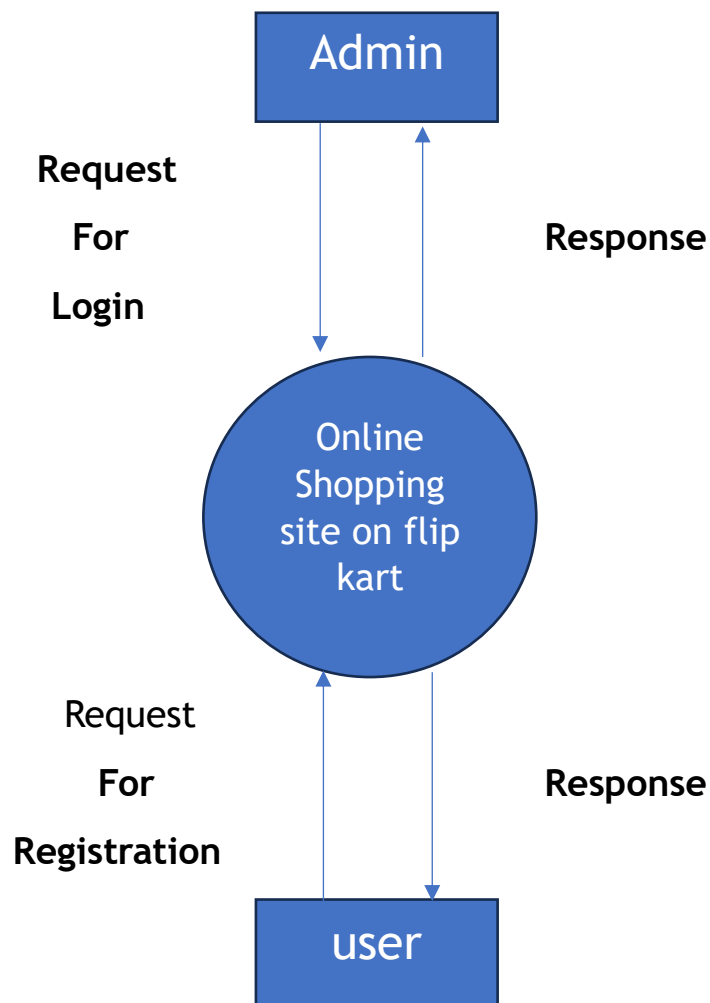 Admin
Request
For
Login
Response
Online
Shopping
site on flip
kart
Request
For
Registration
Response
user